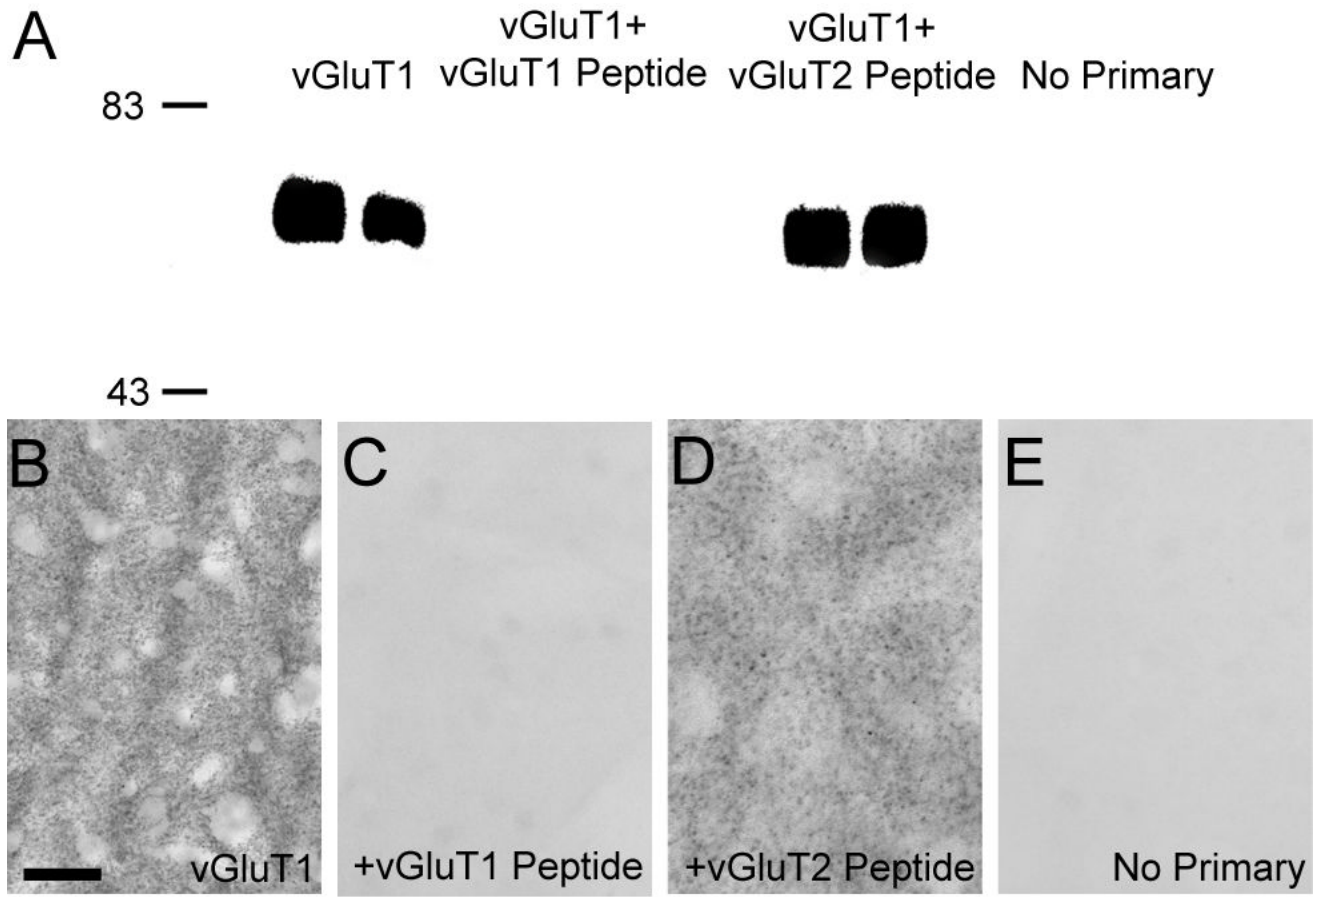 A
vGluT1
vGluT1+
vGluT1 Peptide
vGluT1+
vGluT2 Peptide
No Primary
83
43
B
vGluT1
C
+vGluT1 Peptide
D
+vGluT2 Peptide
E
No Primary